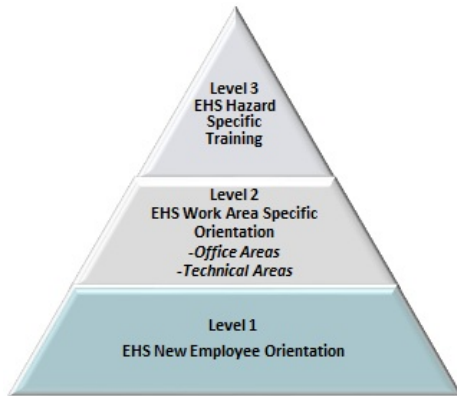 Level 3
EHS Hazard
Specific
Training
Level 2
EHS Work Area Specific
Orientation
-Office Areas
-Technical Areas
Level 1
EHS New Employee Orientation